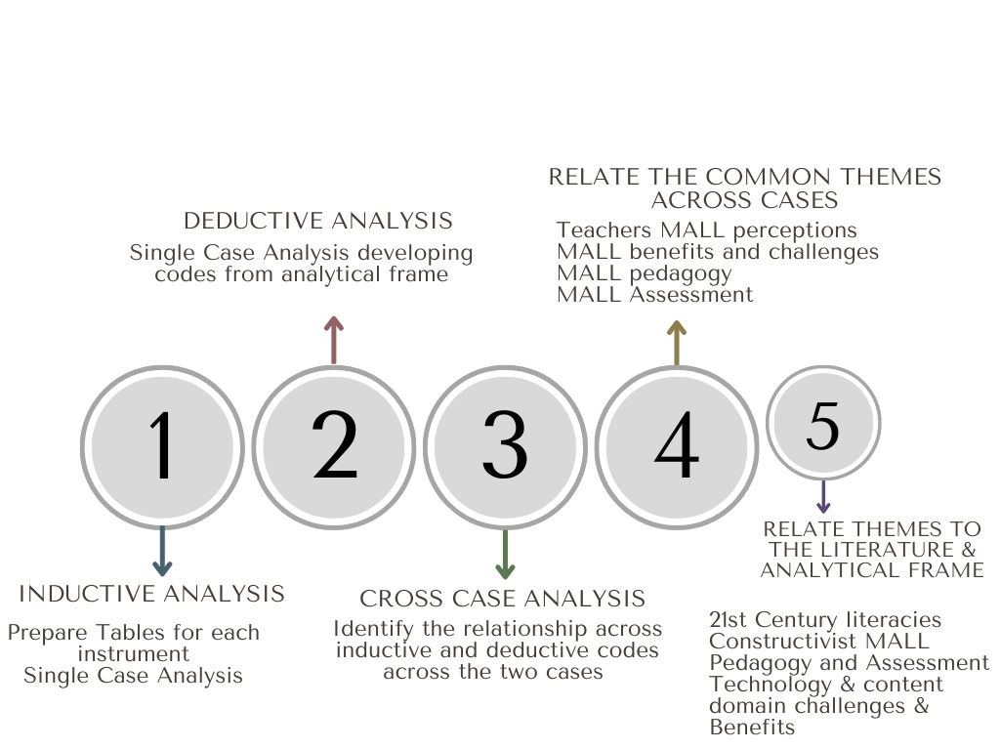 RELATE THE COMMON THEMES
ACROSS CASES
Teachers MALL perceptions
MALL benefits and challenges
MALL pedagogy
MALL Assessment
DEDUCTIVE ANALYSIS
Single Case Analysis developing
codes from analytical frame
1
2
3
4
5
INDUCTIVE ANALYSIS
Prepare Tables for each
instrument
Single Case Analysis
CROSS CASE ANALYSIS
Identify the relationship across
inductive and deductive codes
across the two cases
RELATE THEMES TO
THE LITERATURE &
ANALYTICAL FRAME
21st Century literacies
Constructivist MALL
Pedagogy and Assessment
Technology & content
domain challenges &
Benefits